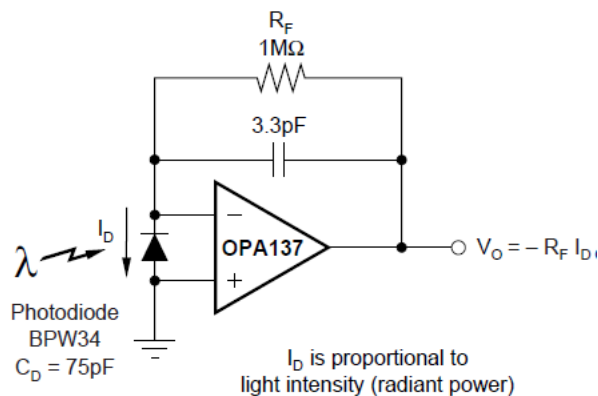 R_F
1MΩ
3.3pF
I_D
–
OPA137
+
λ
V_O = – R_F I_D
Photodiode
BPW34
C_D = 75pF
I_D is proportional to
light intensity (radiant power)